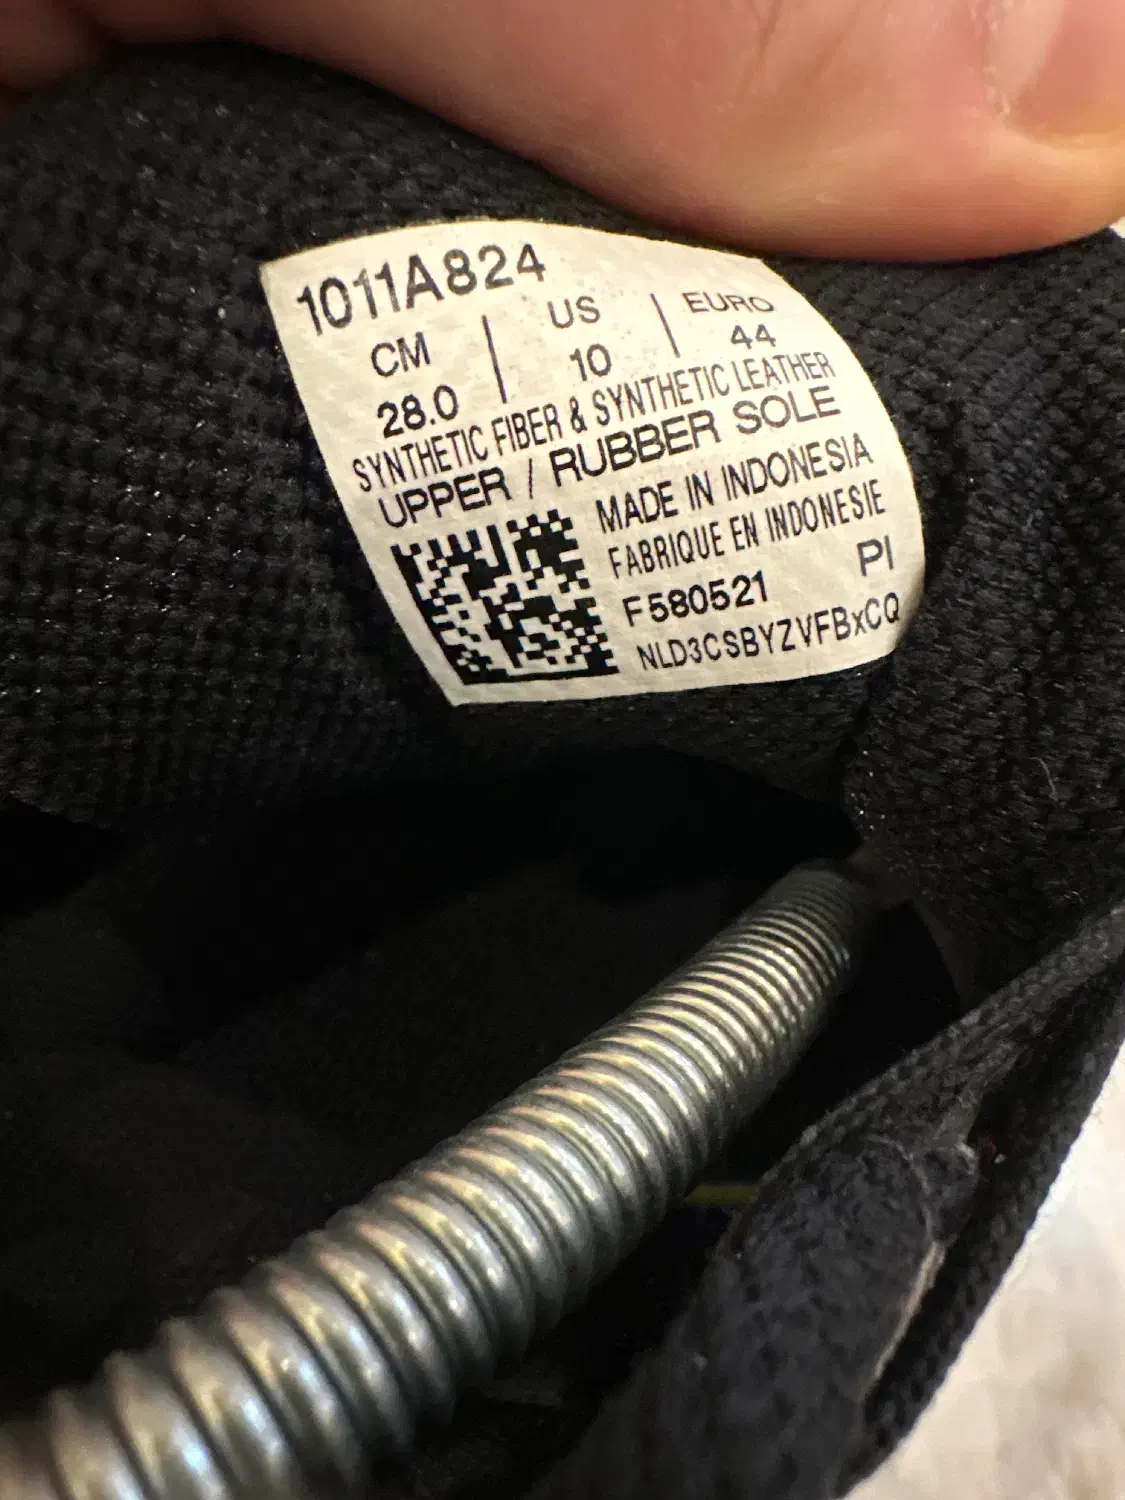 1011A824
CM | US | EURO
28.0 | 10 | 44
SYNTHETIC FIBER & SYNTHETIC LEATHER
UPPER / RUBBER SOLE
MADE IN INDONESIA
FABRIQUE EN INDONESIE
PI
F580521
NLD3CSBYZVFBxCQ